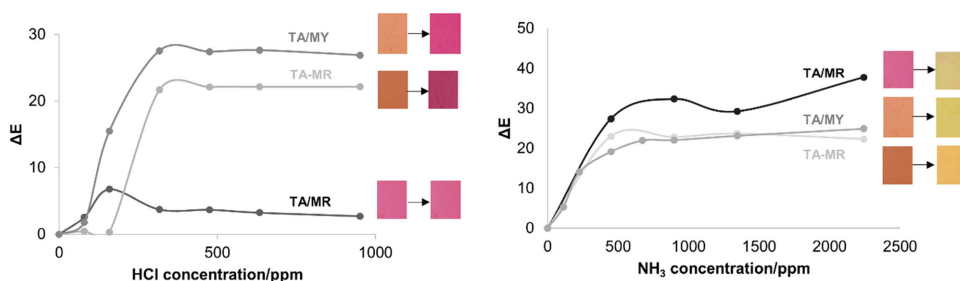 30
20
10
0
ΔE
TA/MY
TA-MR
TA/MR
0
500
1000
HCl concentration/ppm
50
40
30
20
10
0
ΔE
TA/MR
TA/MY
TA-MR
0
500
1000
1500
2000
2500
NH₃ concentration/ppm